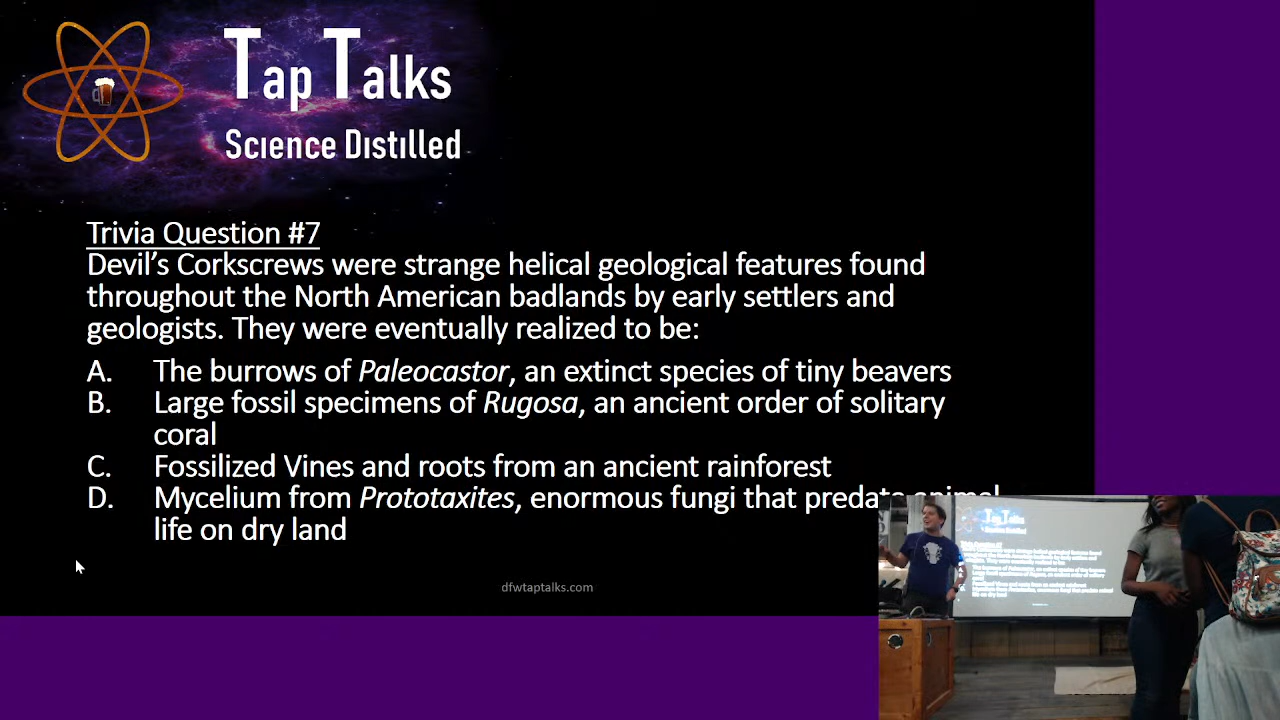 Tap Talks
Science Distilled
Trivia Question #7
Devil's Corkscrews were strange helical geological features found
throughout the North American badlands by early settlers and
geologists. They were eventually realized to be:
A. The burrows of Paleocastor, an extinct species of tiny beavers
B. Large fossil specimens of Rugosa, an ancient order of solitary
coral
C. Fossilized Vines and roots from an ancient rainforest
D. Mycelium from Prototaxites, enormous fungi that predate animal
life on dry land
dfwtaptalks.com
Tap Talks